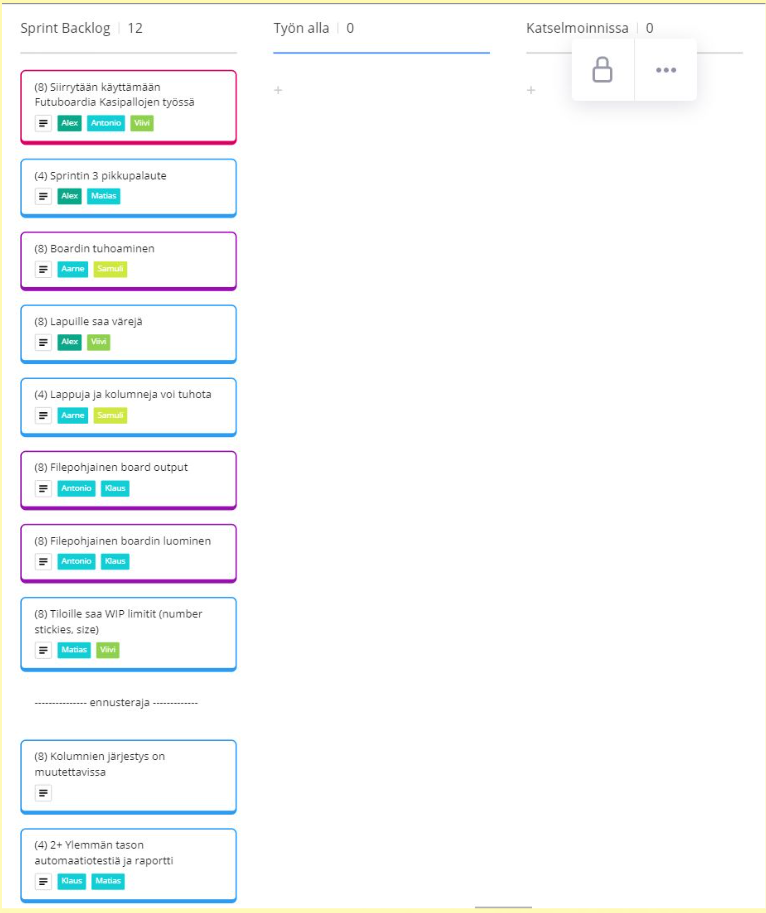 Sprint Backlog | 12
Työn alla | 0
Katselmoinnissa | 0
(8) Siirrytään käyttämään
Futuboardia Kasipallojen työssä
Alex Antonio Viivi
(4) Sprintin 3 pikkupalaute
Alex Matias
(8) Boardin tuhoaminen
Aarne Samuli
(8) Lapuille saa värejä
Alex Viivi
(4) Lappuja ja kolumneja voi tuhota
Aarne Samuli
(8) Filepohjainen board output
Antonio Klaus
(8) Filepohjainen boardin luominen
Antonio Klaus
(8) Tiloille saa WIP limitit (number
stickies, size)
Matias Viivi
--------------- ennusteraja -------------
(8) Kolumnien järjestys on
muutettavissa
(4) 2+ Ylemmän tason
automaatiotestiä ja raportti
Klaus Matias